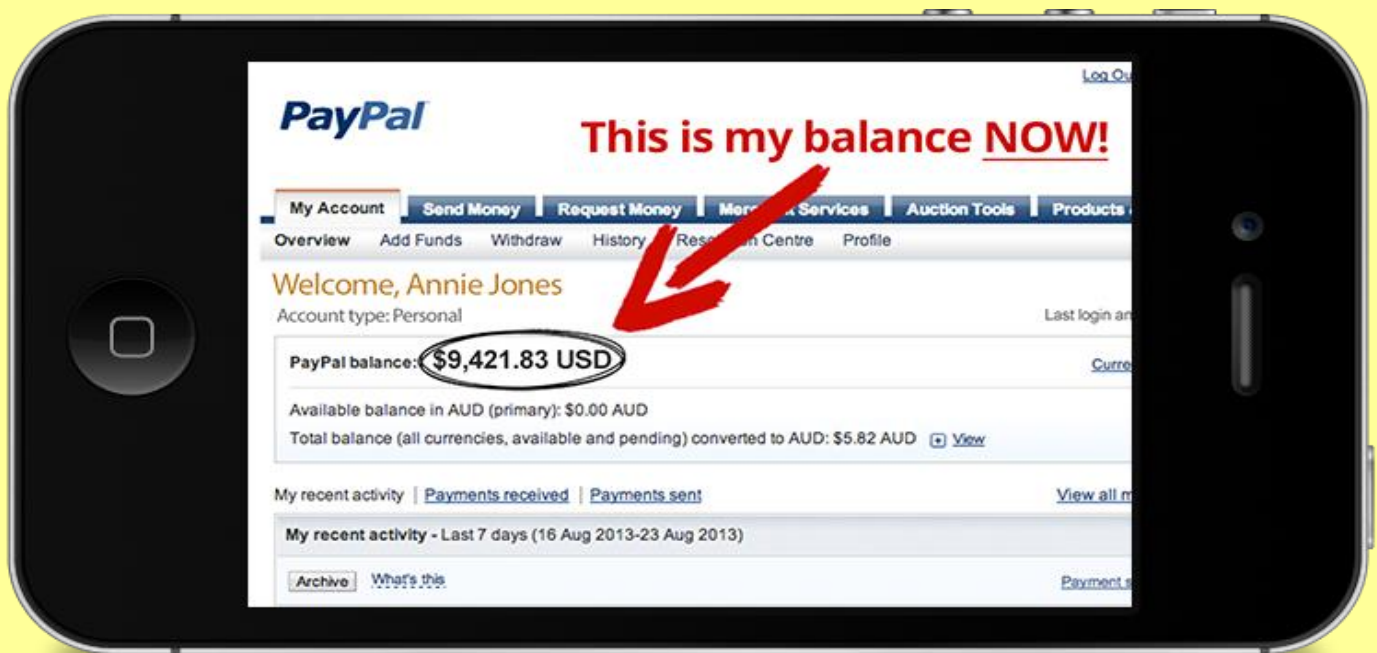 Log Ou
PayPal
This is my balance NOW!
My Account Send Money Request Money Services Auction Tools Products
Overview Add Funds Withdraw History Centre Profile
Welcome, Annie Jones
Account type: Personal
Last login an
PayPal balance: $9,421.83 USD
Curre
Available balance in AUD (primary): $0.00 AUD
Total balance (all currencies, available and pending) converted to AUD: $5.82 AUD View
My recent activity | Payments received | Payments sent
View all m
My recent activity - Last 7 days (16 Aug 2013-23 Aug 2013)
Archive What's this
Payment s